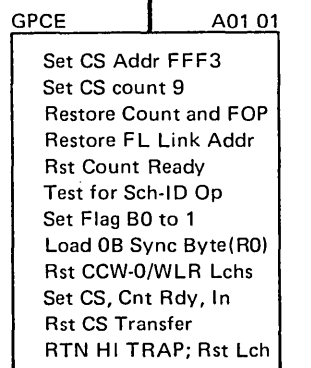 GPCE A01 01
Set CS Addr FFF3
Set CS count 9
Restore Count and FOP
Restore FL Link Addr
Rst Count Ready
Test for Sch-ID Op
Set Flag B0 to 1
Load 0B Sync Byte(R0)
Rst CCW-0/WLR Lchs
Set CS, Cnt Rdy, In
Rst CS Transfer
RTN HI TRAP; Rst Lch